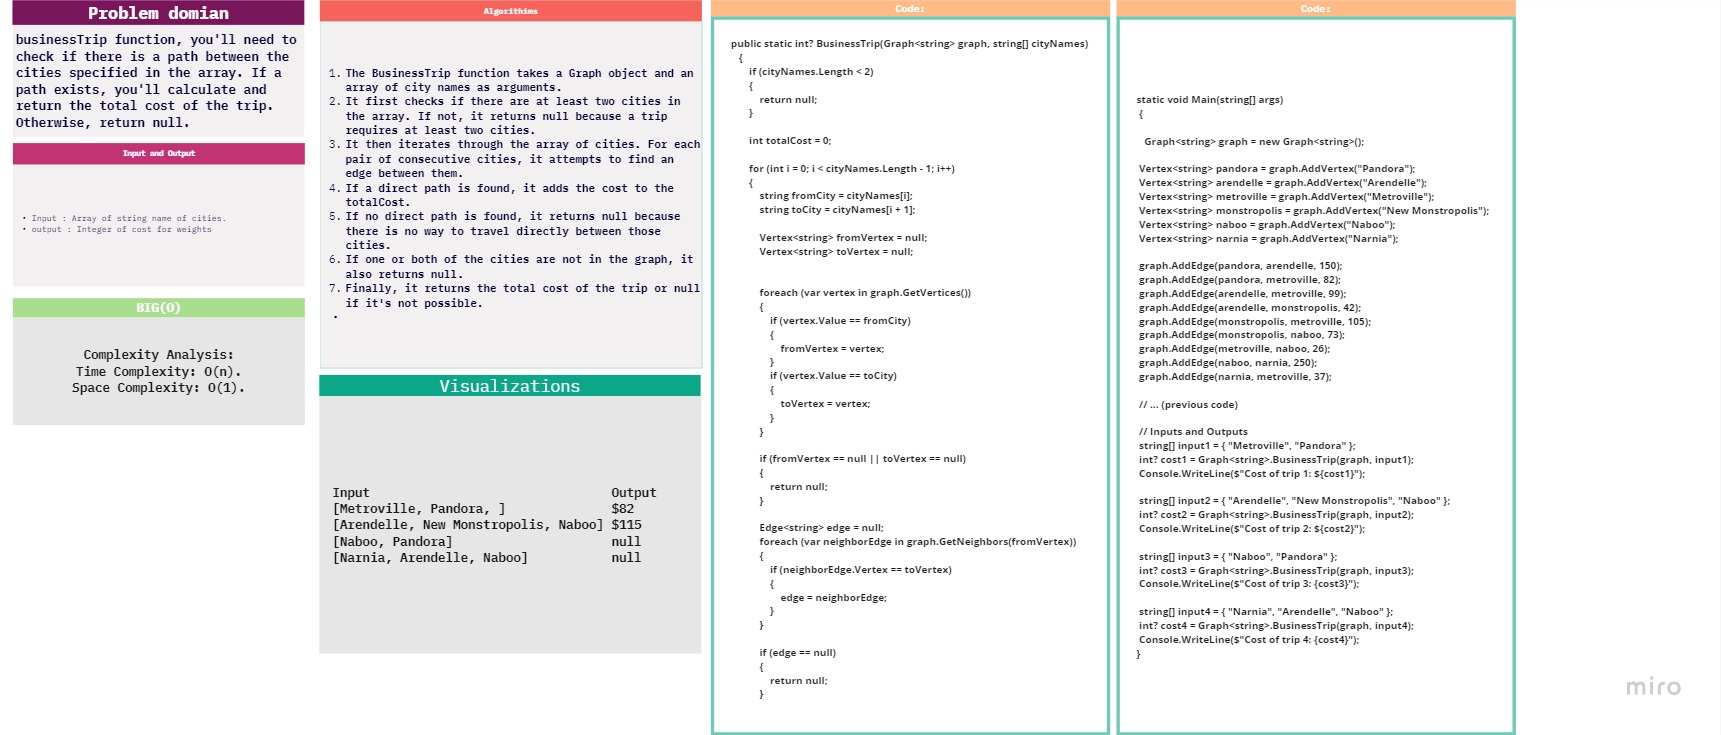 Problem domian
businessTrip function, you'll need to
check if there is a path between the
cities specified in the array. If a
path exists, you'll calculate and
return the total cost of the trip.
Otherwise, return null.
Input and Output
• Input : Array of string name of cities.
• output : Integer of cost for weights
BIG(O)
Complexity Analysis:
Time Complexity: O(n).
Space Complexity: O(1).
Algorithims
1. The BusinessTrip function takes a Graph object and an
array of city names as arguments.
2. It first checks if there are at least two cities in
the array. If not, it returns null because a trip
requires at least two cities.
3. It then iterates through the array of cities. For each
pair of consecutive cities, it attempts to find an
edge between them.
4. If a direct path is found, it adds the cost to the
totalCost.
5. If no direct path is found, it returns null because
there is no way to travel directly between those
cities.
6. If one or both of the cities are not in the graph, it
also returns null.
7. Finally, it returns the total cost of the trip or null
if it's not possible.
.
Visualizations
Input Output
[Metroville, Pandora, ] $82
[Arendelle, New Monstropolis, Naboo] $115
[Naboo, Pandora] null
[Narnia, Arendelle, Naboo] null
Code:
public static int? BusinessTrip(Graph<string> graph, string[] cityNames)
{
if (cityNames.Length < 2)
{
return null;
}
int totalCost = 0;
for (int i = 0; i < cityNames.Length - 1; i++)
{
string fromCity = cityNames[i];
string toCity = cityNames[i + 1];
Vertex<string> fromVertex = null;
Vertex<string> toVertex = null;
foreach (var vertex in graph.GetVertices())
{
if (vertex.Value == fromCity)
{
fromVertex = vertex;
}
if (vertex.Value == toCity)
{
toVertex = vertex;
}
}
if (fromVertex == null || toVertex == null)
{
return null;
}
Edge<string> edge = null;
foreach (var neighborEdge in graph.GetNeighbors(fromVertex))
{
if (neighborEdge.Vertex == toVertex)
{
edge = neighborEdge;
}
}
if (edge == null)
{
return null;
}
Code:
static void Main(string[] args)
{
Graph<string> graph = new Graph<string>();
Vertex<string> pandora = graph.AddVertex("Pandora");
Vertex<string> arendelle = graph.AddVertex("Arendelle");
Vertex<string> metroville = graph.AddVertex("Metroville");
Vertex<string> monstropolis = graph.AddVertex("New Monstropolis");
Vertex<string> naboo = graph.AddVertex("Naboo");
Vertex<string> narnia = graph.AddVertex("Narnia");
graph.AddEdge(pandora, arendelle, 150);
graph.AddEdge(pandora, metroville, 82);
graph.AddEdge(arendelle, metroville, 99);
graph.AddEdge(arendelle, monstropolis, 42);
graph.AddEdge(monstropolis, metroville, 105);
graph.AddEdge(monstropolis, naboo, 73);
graph.AddEdge(metroville, naboo, 26);
graph.AddEdge(naboo, narnia, 250);
graph.AddEdge(narnia, metroville, 37);
// ... (previous code)
// Inputs and Outputs
string[] input1 = { "Metroville", "Pandora" };
int? cost1 = Graph<string>.BusinessTrip(graph, input1);
Console.WriteLine($"Cost of trip 1: ${cost1}");
string[] input2 = { "Arendelle", "New Monstropolis", "Naboo" };
int? cost2 = Graph<string>.BusinessTrip(graph, input2);
Console.WriteLine($"Cost of trip 2: ${cost2}");
string[] input3 = { "Naboo", "Pandora" };
int? cost3 = Graph<string>.BusinessTrip(graph, input3);
Console.WriteLine($"Cost of trip 3: {cost3}");
string[] input4 = { "Narnia", "Arendelle", "Naboo" };
int? cost4 = Graph<string>.BusinessTrip(graph, input4);
Console.WriteLine($"Cost of trip 4: {cost4}");
}
miro